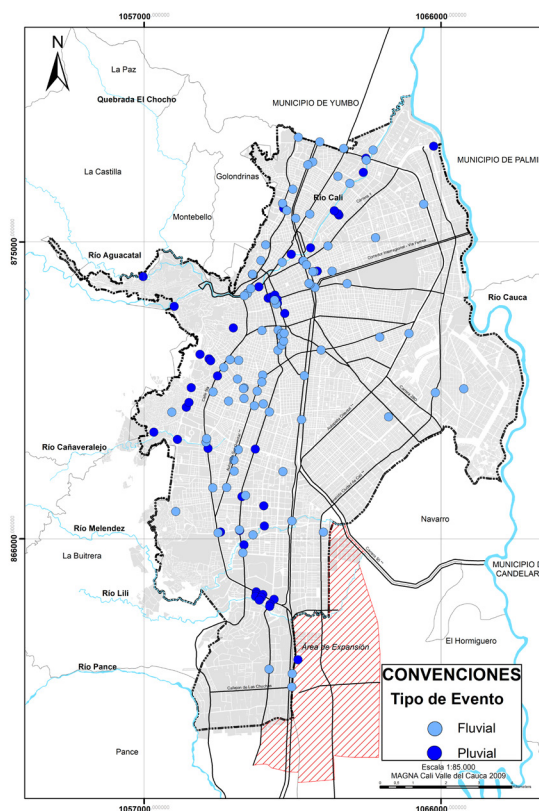 1057000
1066000
N
La Paz
Quebrada El Chocho
MUNICIPIO DE YUMBO
MUNICIPIO DE PALMI
La Castilla
Golondrinas
Río Cali
Montebello
875000
875000
Río Aguacatal
Río Cauca
Río Cañaveralejo
Río Melendez
Navarro
866000
866000
La Buitrera
MUNICIPIO D
CANDELAR
Río Lili
El Hormiguero
Área de Expansión
Río Pance
CONVENCIONES
Tipo de Evento
Fluvial
Pluvial
Pance
Escala 1:85.000
MAGNA Cali Valle del Cauca 2009
1057000
1066000